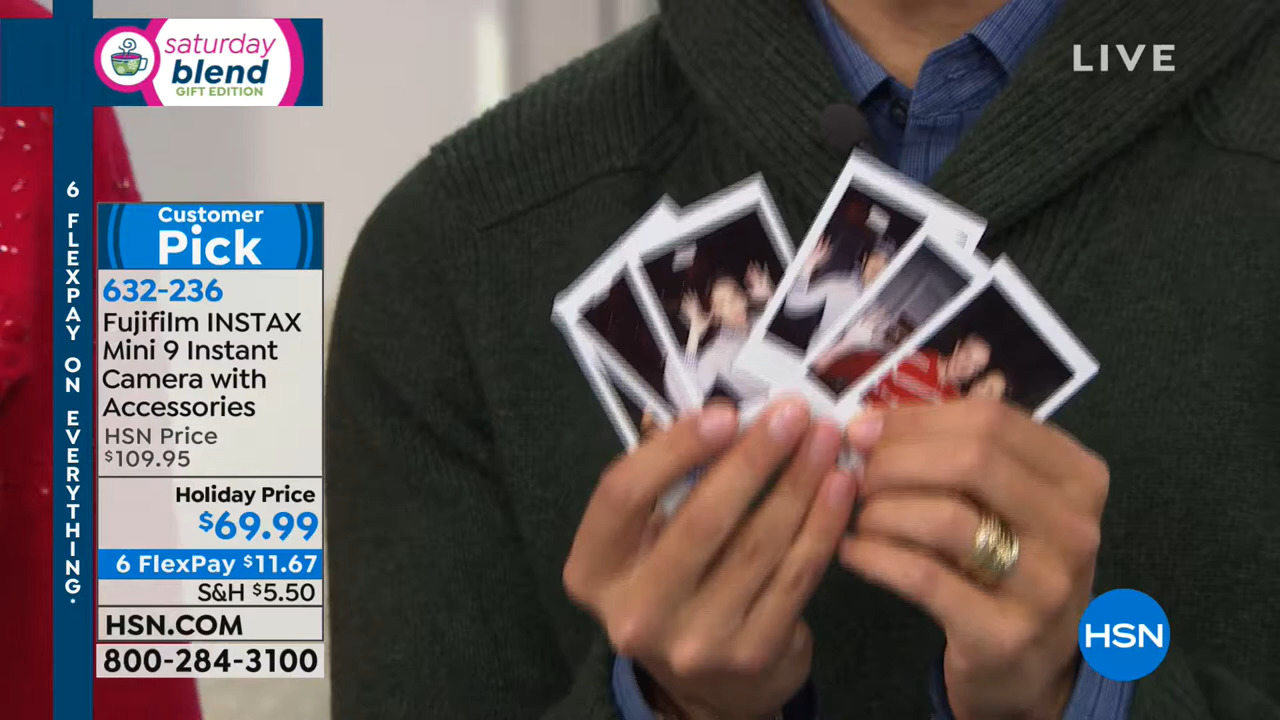 saturday
blend
GIFT EDITION
LIVE
6 FLEXPAY ON EVERYTHING.
Customer
Pick
632-236
Fujifilm INSTAX
Mini 9 Instant
Camera with
Accessories
HSN Price
$109.95
Holiday Price
$69.99
6 FlexPay $11.67
S&H $5.50
HSN.COM
800-284-3100
HSN